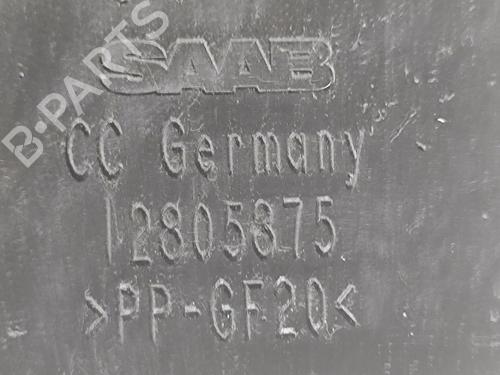 SAAB
CC Germany
12805875
>PP-GF20<
B-PARTS